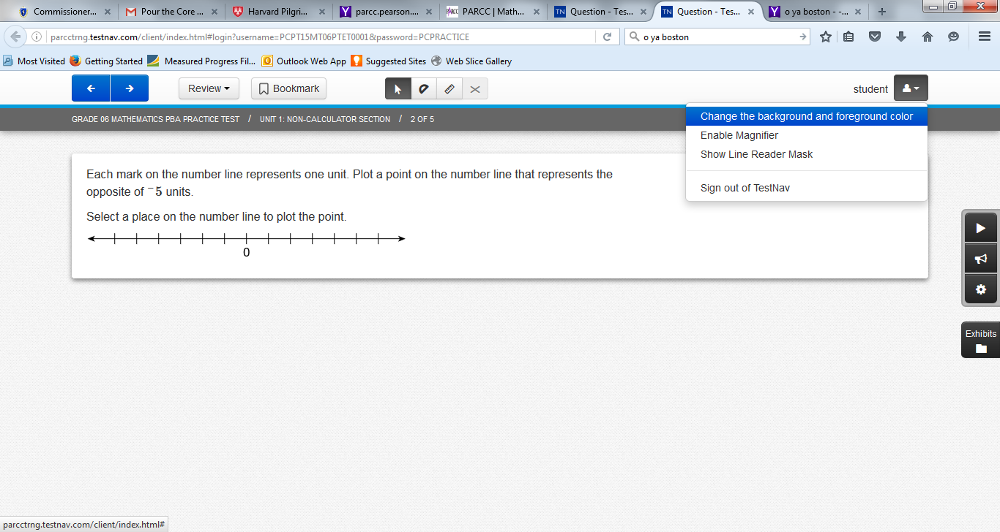 Commissioner...
Pour the Core ...
Harvard Pilgri...
parcc.pearson....
PARCC | Math...
TN Question - Tes...
TN Question - Tes...
o ya boston - -...
parcctrng.testnav.com/client/index.html#login?username=PCPT15MT06PTET0001&password=PCPRACTICE
o ya boston
Most Visited
Getting Started
Measured Progress Fil...
Outlook Web App
Suggested Sites
Web Slice Gallery
Review
Bookmark
student
GRADE 06 MATHEMATICS PBA PRACTICE TEST / UNIT 1: NON-CALCULATOR SECTION / 2 OF 5
Change the background and foreground color
Enable Magnifier
Show Line Reader Mask
Sign out of TestNav
Each mark on the number line represents one unit. Plot a point on the number line that represents the
opposite of ⁻5 units.
Select a place on the number line to plot the point.
0
Exhibits
parcctrng.testnav.com/client/index.html#